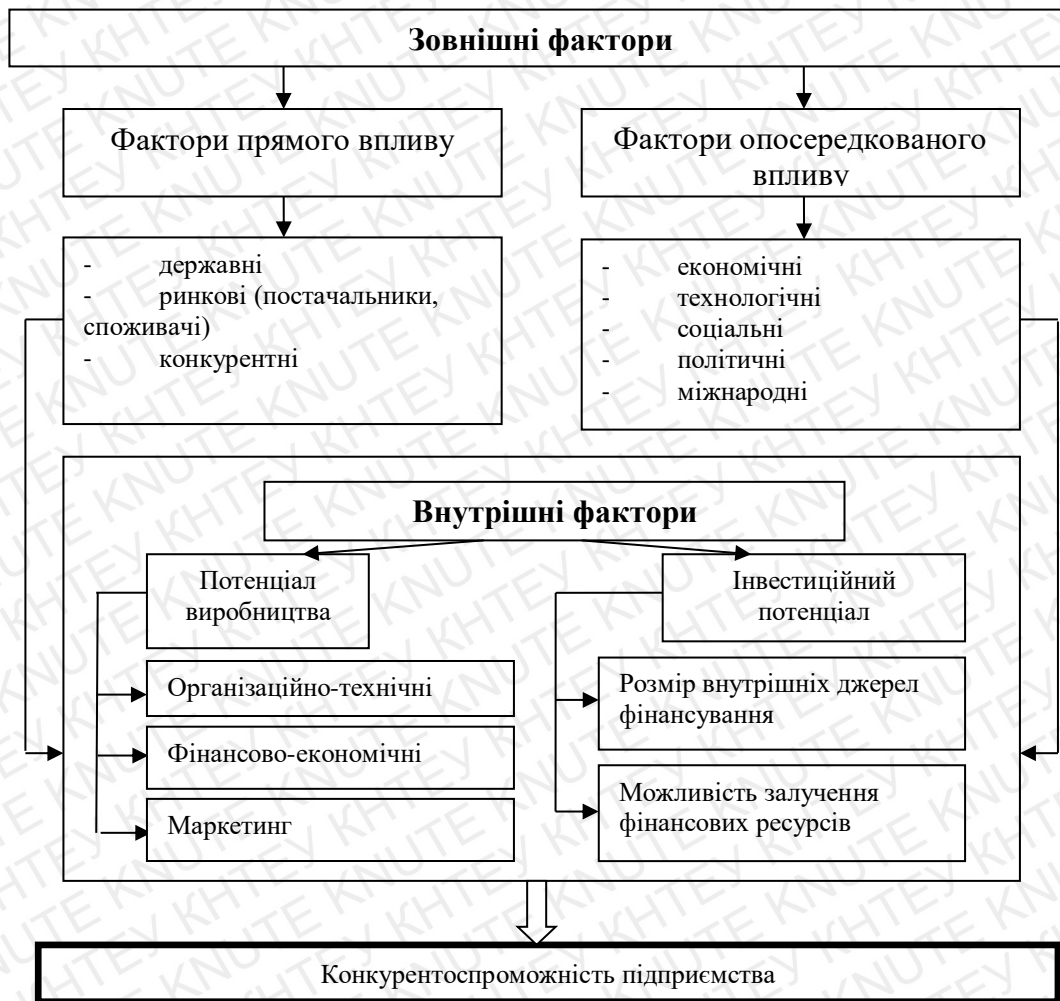 Зовнішні фактори
Фактори прямого впливу
Фактори опосередкованого
впливу
- державні
- ринкові (постачальники,
споживачі)
- конкурентні
- економічні
- технологічні
- соціальні
- політичні
- міжнародні
Внутрішні фактори
Потенціал
виробництва
Організаційно-технічні
Фінансово-економічні
Маркетинг
Інвестиційний
потенціал
Розмір внутрішніх джерел
фінансування
Можливість залучення
фінансових ресурсів
Конкурентоспроможність підприємства